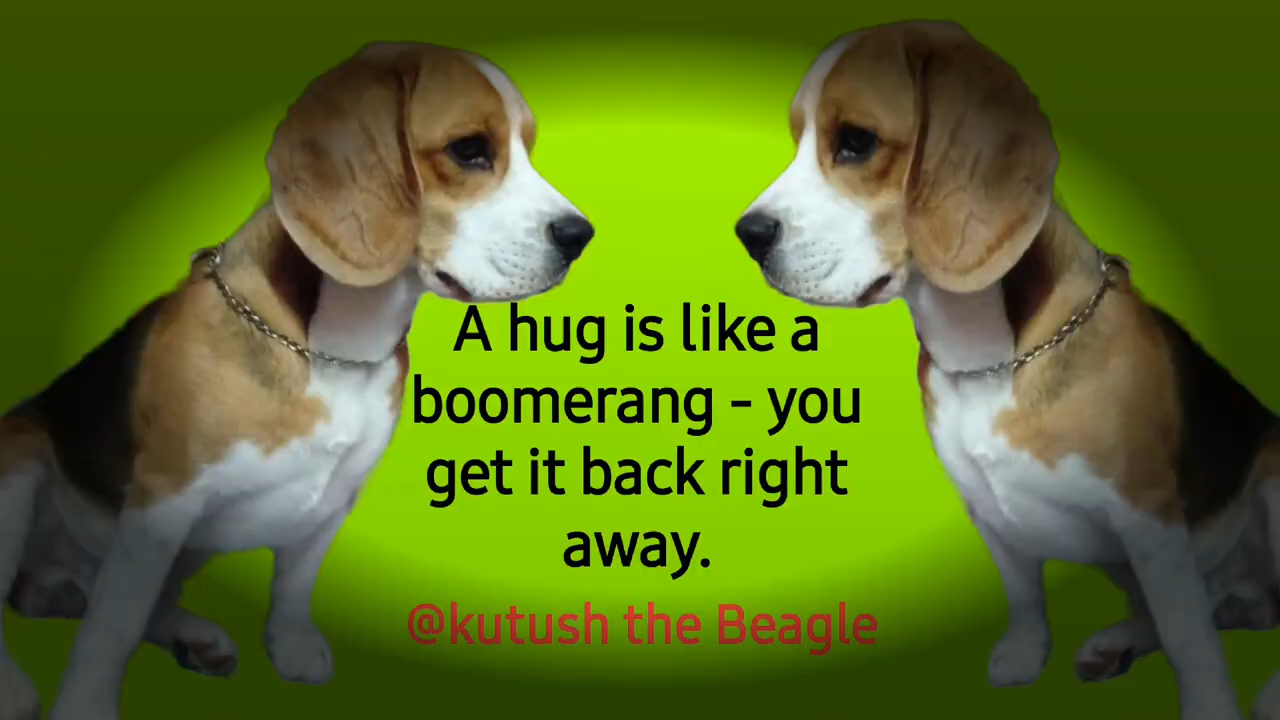 A hug is like a
boomerang - you
get it back right
away.
@kutush the Beagle